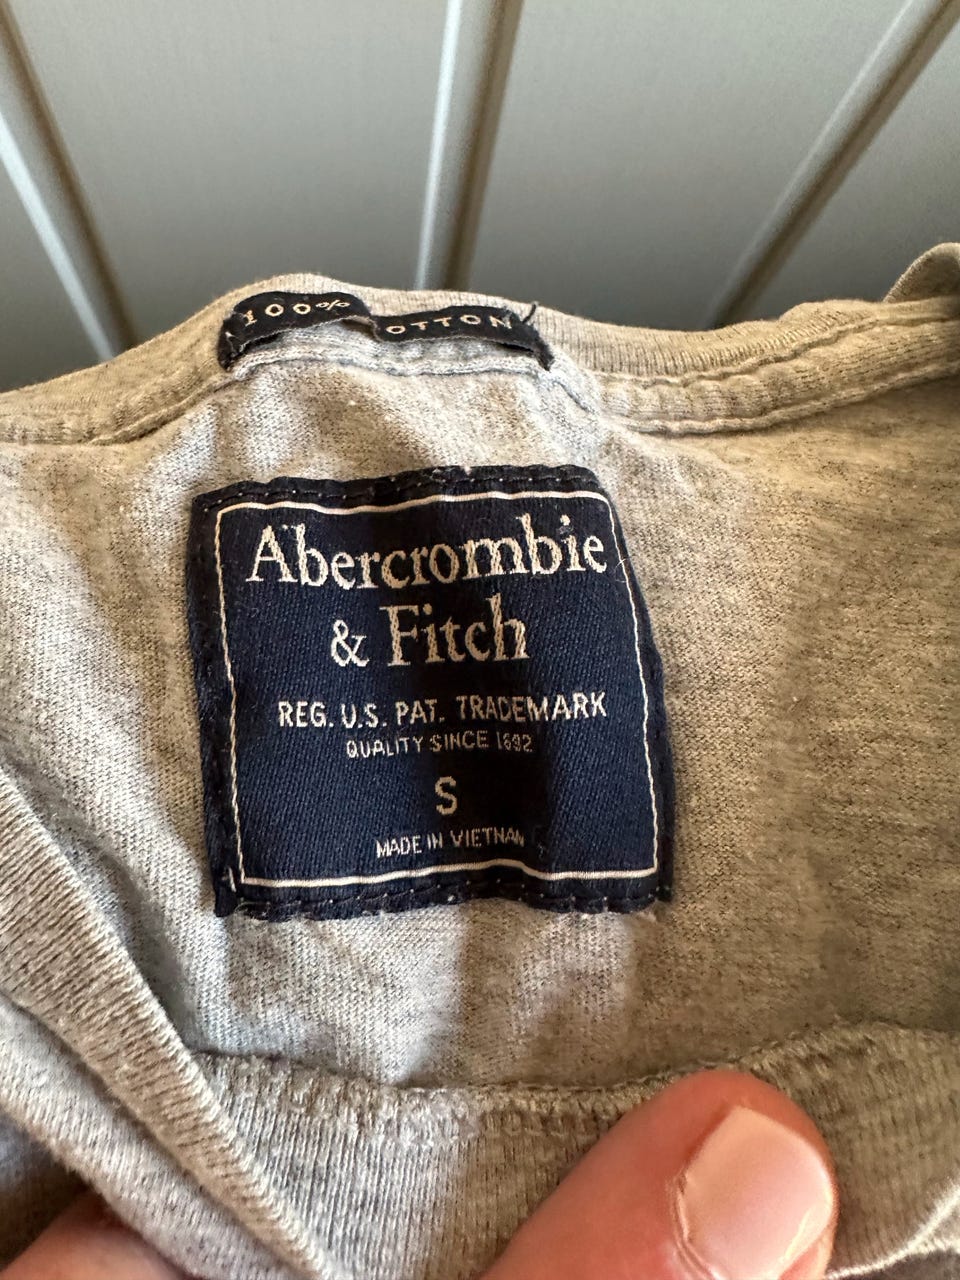 100% OTTON
Abercrombie
& Fitch
REG. U.S. PAT. TRADEMARK
QUALITY SINCE 1892
S
MADE IN VIETNAM